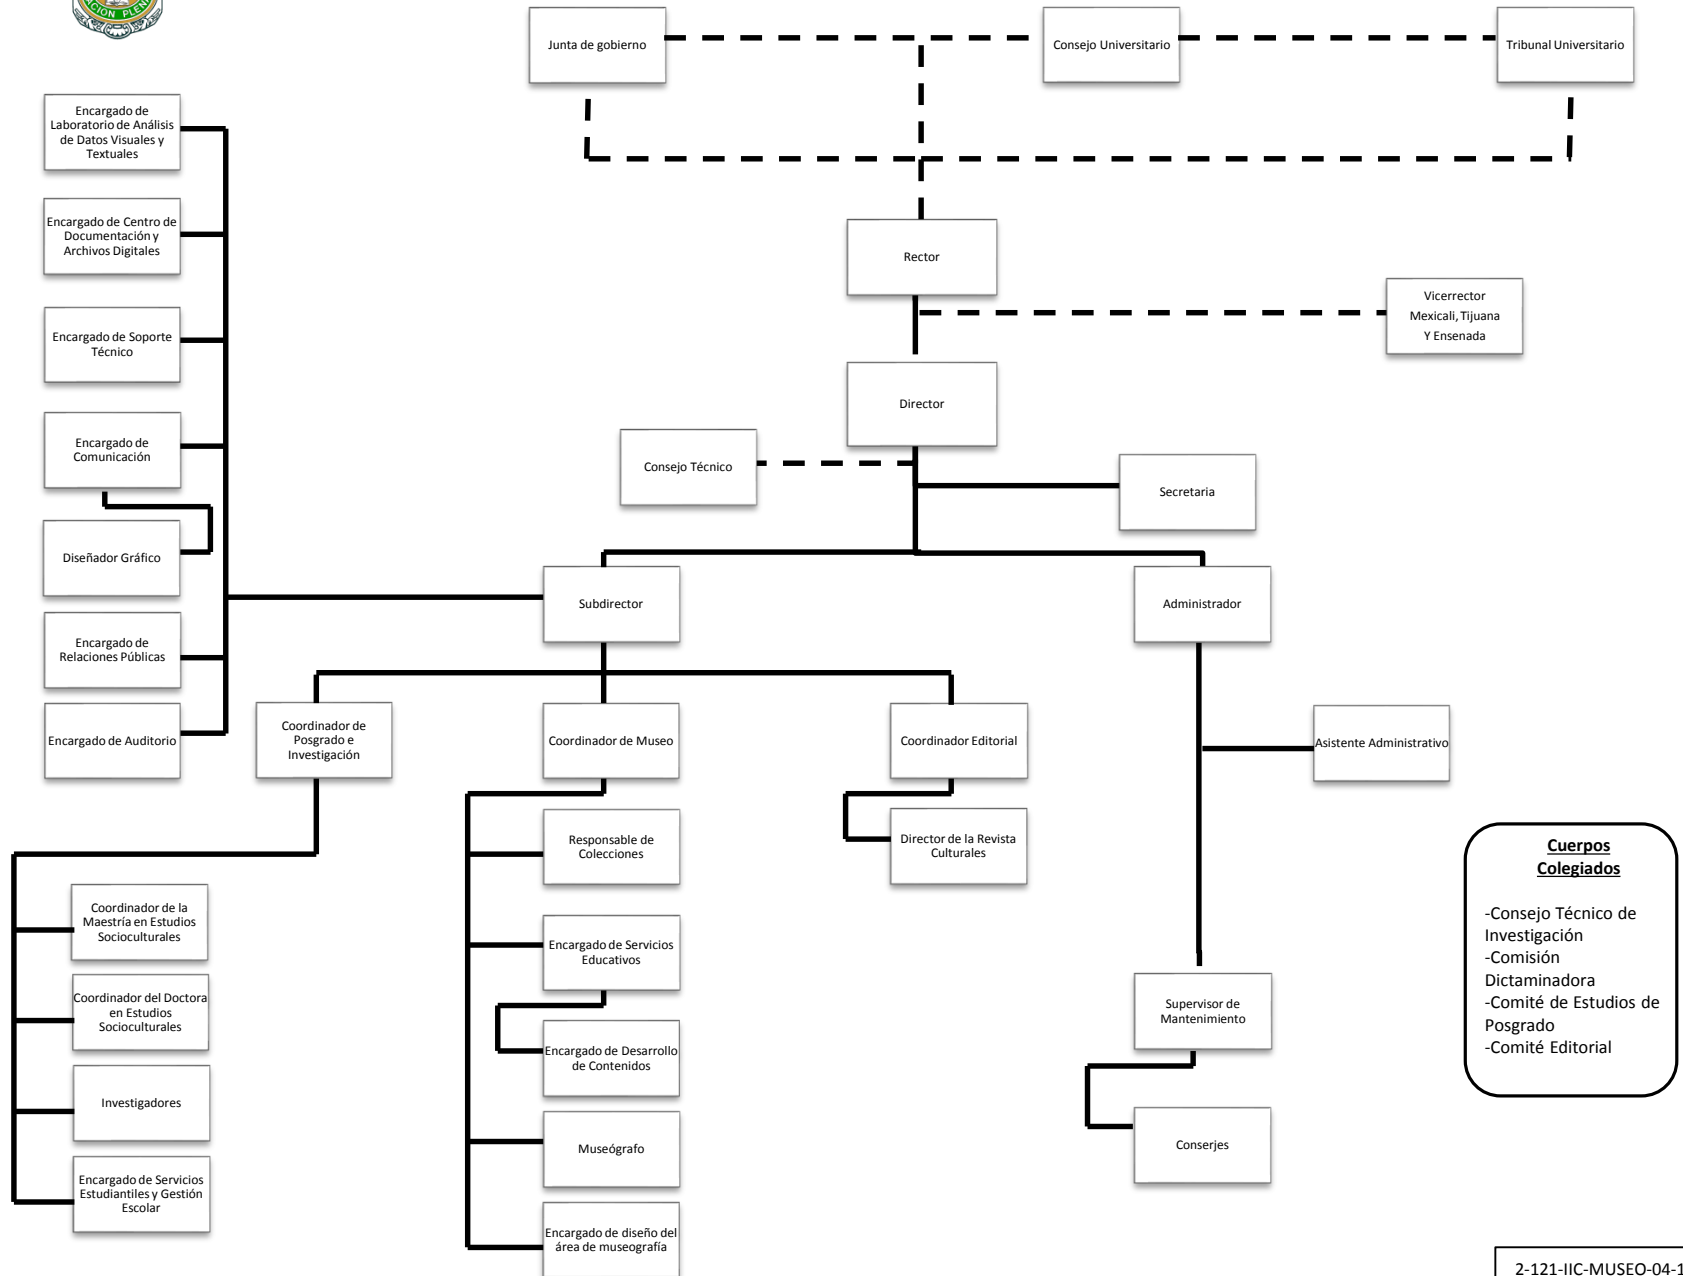 Junta de gobierno
Consejo Universitario
Tribunal Universitario
Encargado de
Laboratorio de Análisis
de Datos Visuales y
Textuales
Encargado de Centro de
Documentación y
Archivos Digitales
Rector
Vicerrector
Mexicali, Tijuana
Y Ensenada
Encargado de Soporte
Técnico
Director
Encargado de
Comunicación
Consejo Técnico
Secretaria
Diseñador Gráfico
Subdirector
Administrador
Encargado de
Relaciones Públicas
Encargado de Auditorio
Coordinador de
Posgrado e
Investigación
Coordinador de Museo
Coordinador Editorial
Asistente Administrativo
Responsable de
Colecciones
Director de la Revista
Culturales
Cuerpos
Colegiados
-Consejo Técnico de
Investigación
-Comisión
Dictaminadora
-Comité de Estudios de
Posgrado
-Comité Editorial
Coordinador de la
Maestría en Estudios
Socioculturales
Encargado de Servicios
Educativos
Coordinador del Doctora
en Estudios
Socioculturales
Supervisor de
Mantenimiento
Encargado de Desarrollo
de Contenidos
Investigadores
Museógrafo
Conserjes
Encargado de Servicios
Estudiantiles y Gestión
Escolar
Encargado de diseño del
área de museografía
2-121-IIC-MUSEO-04-1